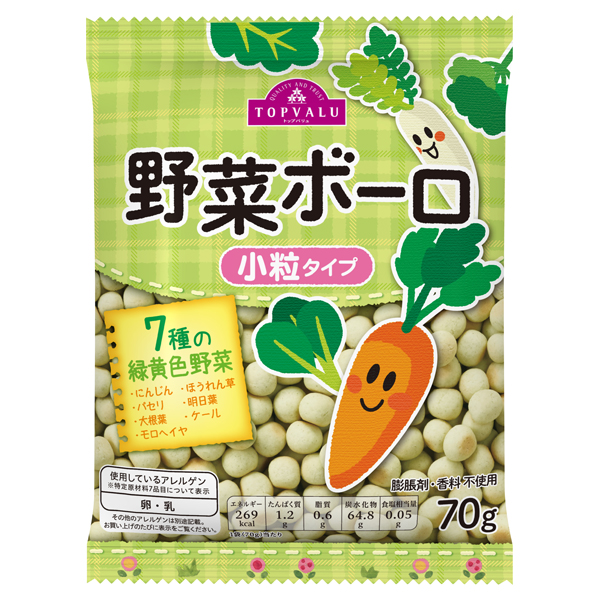 QUALITY AND TRUST
TOPVALU
トップバリュ
野菜ボーロ
小粒タイプ
7種の
緑黄色野菜
・にんじん ・ほうれん草
・パセリ ・明日葉
・大根葉 ・ケール
・モロヘイヤ
使用しているアレルゲン
※特定原材料7品目について表示
卵・乳
その他のアレルゲンは別途記載。
お買い上げのたびに表示をご覧ください。
エネルギー たんぱく質 脂質 炭水化物 食塩相当量
269 kcal 1.2 g 0.6 g 64.8 g 0.05 g
1袋(70g)当たり
膨脹剤・香料 不使用
70g